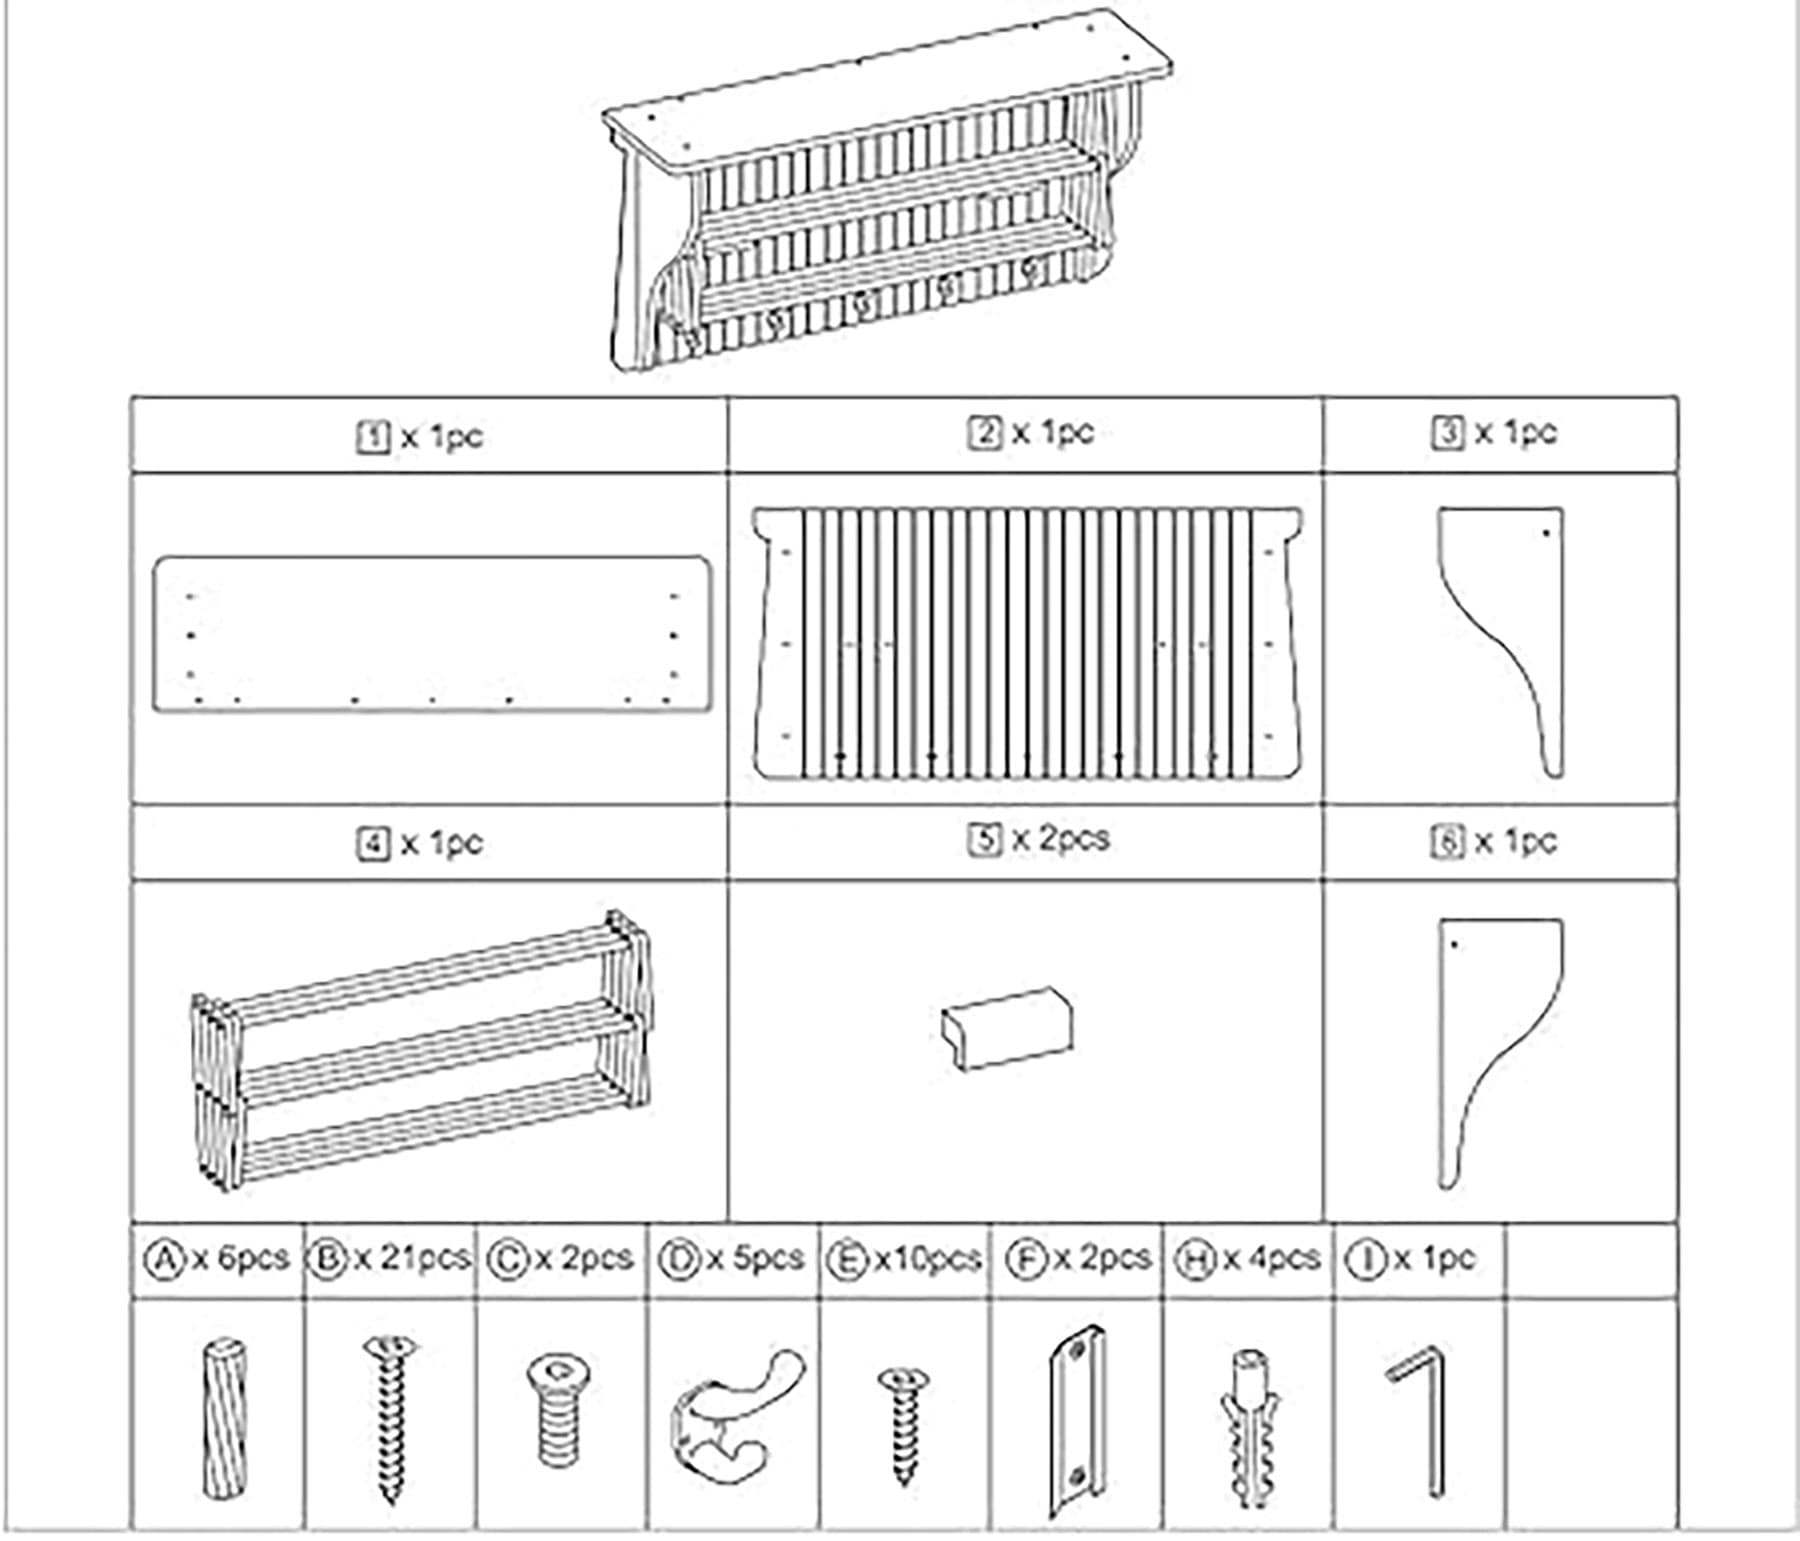 1 x 1pc
2 x 1pc
3 x 1pc
4 x 1pc
5 x 2pcs
6 x 1pc
A x 6pcs
B x 21pcs
C x 2pcs
D x 5pcs
E x10pcs
F x 2pcs
H x 4pcs
I x 1pc